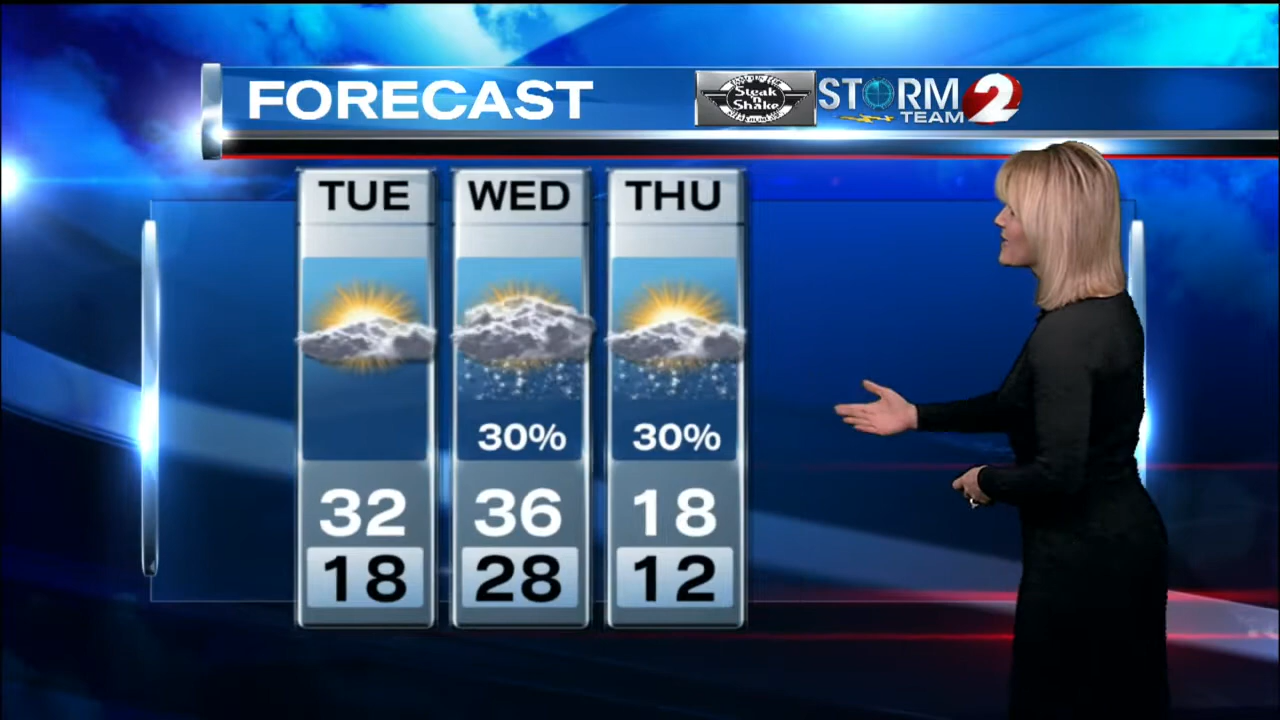 FORECAST
Steak
'n
Shake
STORM
TEAM 2
TUE WED THU
30% 30%
32 36 18
18 28 12